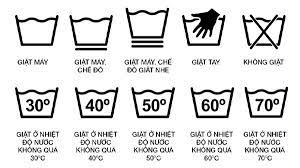 GIẶT MÁY
GIẶT MÁY,
CHẾ ĐỘ
GIẶT MÁY, CHẾ
ĐỘ GIẶT NHẸ
GIẶT TAY
KHÔNG GIẶT
30°
40°
50°
60°
70°
GIẶT Ở NHIỆT
ĐỘ NƯỚC
KHÔNG QUÁ
30°C
GIẶT Ở NHIỆT
ĐỘ NƯỚC
KHÔNG QUÁ
40°C
GIẶT Ở NHIỆT
ĐỘ NƯỚC
KHÔNG QUÁ
50°C
GIẶT Ở NHIỆT
ĐỘ NƯỚC
KHÔNG QUÁ
60°C
GIẶT Ở NHIỆT
ĐỘ NƯỚC
KHÔNG QUÁ
70°C